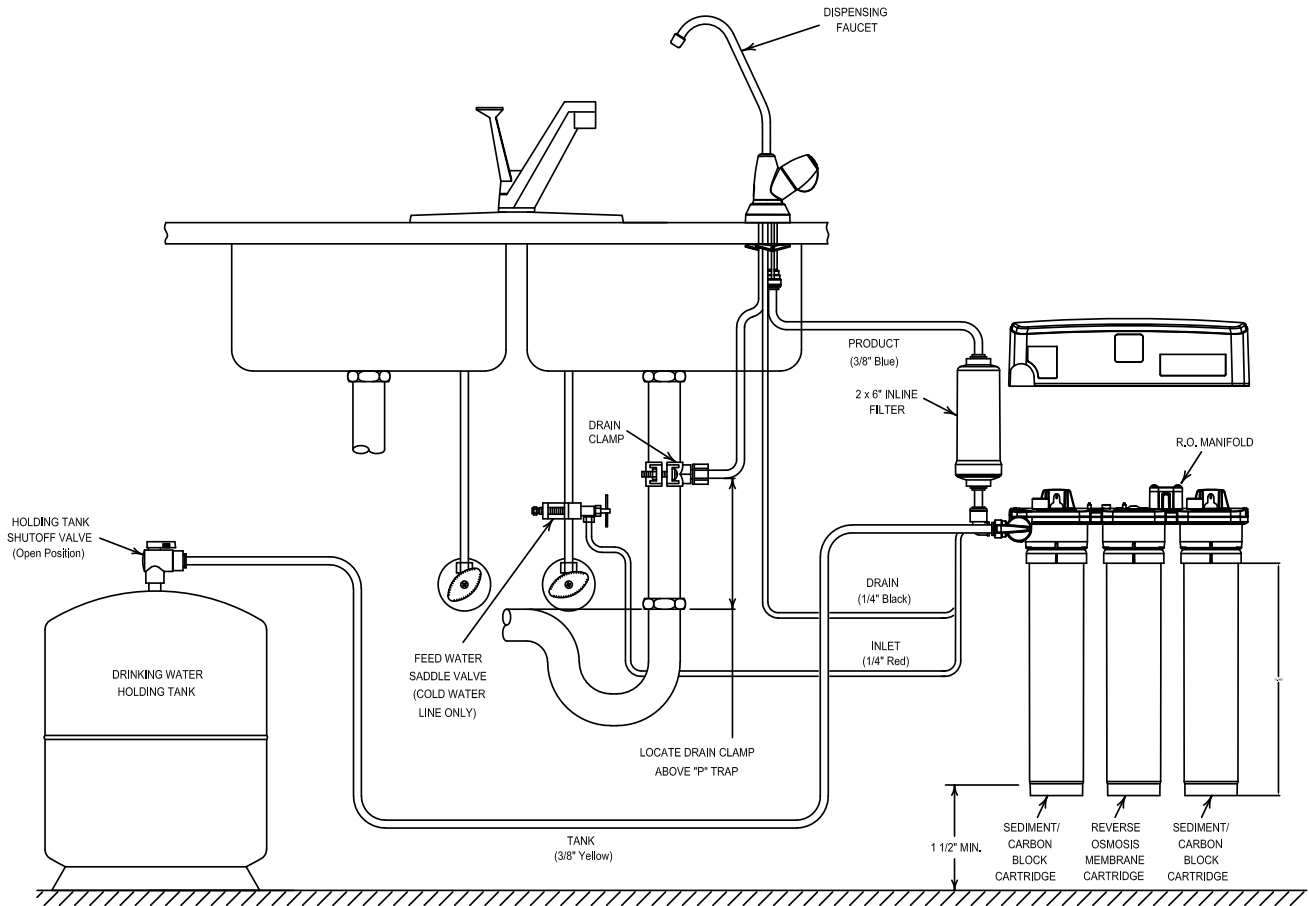 DISPENSING
FAUCET
PRODUCT
(3/8" Blue)
2 x 6" INLINE
FILTER
DRAIN
CLAMP
R.O. MANIFOLD
HOLDING TANK
SHUTOFF VALVE
(Open Position)
DRAIN
(1/4" Black)
INLET
(1/4" Red)
FEED WATER
SADDLE VALVE
(COLD WATER
LINE ONLY)
DRINKING WATER
HOLDING TANK
LOCATE DRAIN CLAMP
ABOVE "P" TRAP
TANK
(3/8" Yellow)
1 1/2" MIN.
SEDIMENT/
CARBON
BLOCK
CARTRIDGE
REVERSE
OSMOSIS
MEMBRANE
CARTRIDGE
SEDIMENT/
CARBON
BLOCK
CARTRIDGE